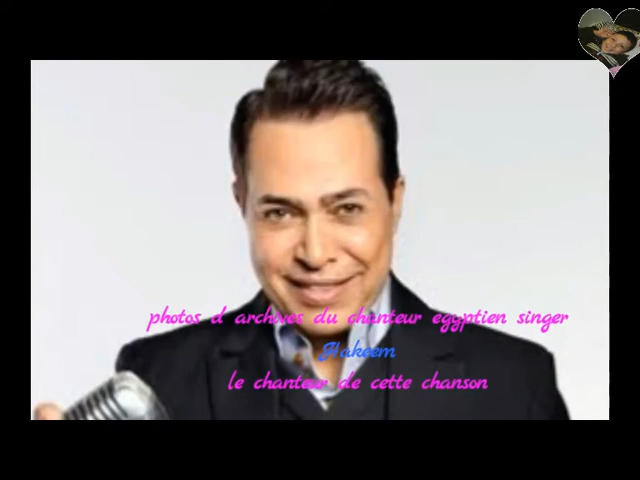 photos d archives du chanteur egyptien singer
Hakeem
le chanteur de cette chanson